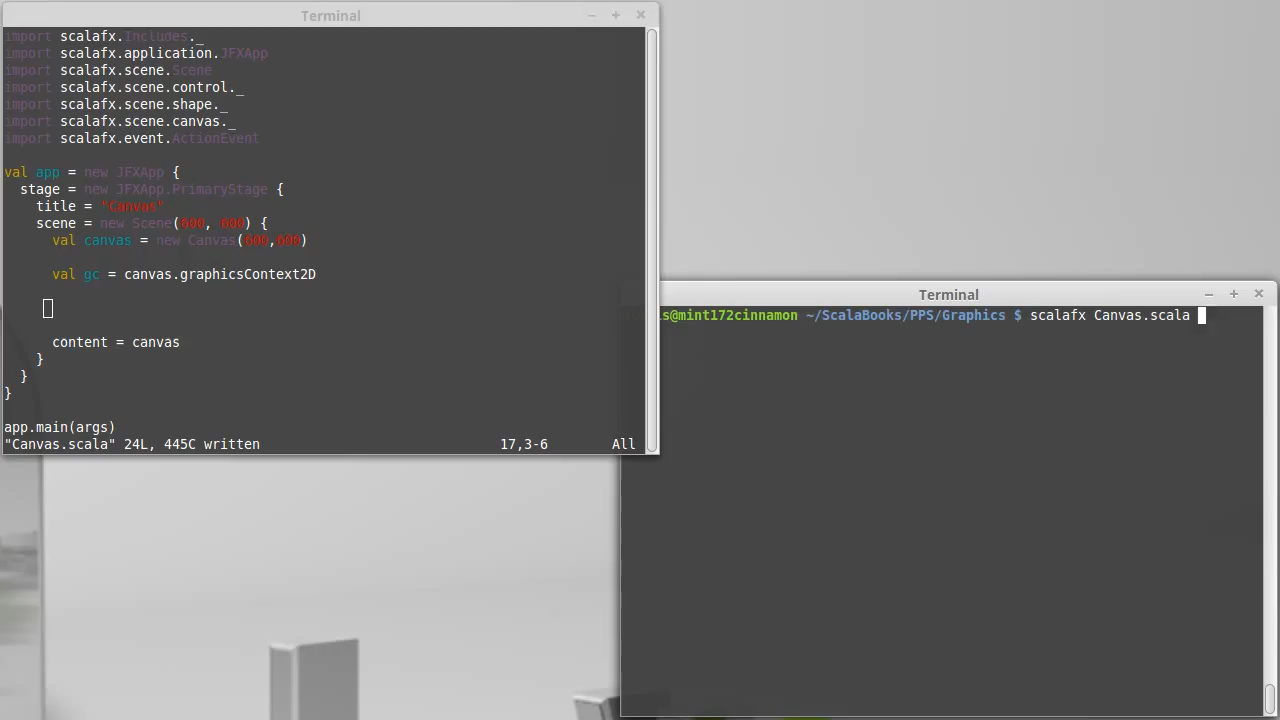 Terminal
import scalafx.Includes._
import scalafx.application.JFXApp
import scalafx.scene.Scene
import scalafx.scene.control._
import scalafx.scene.shape._
import scalafx.scene.canvas._
import scalafx.event.ActionEvent
val app = new JFXApp {
stage = new JFXApp.PrimaryStage {
title = "Canvas"
scene = new Scene(600, 600) {
val canvas = new Canvas(600,600)
val gc = canvas.graphicsContext2D
content = canvas
}
}
}
app.main(args)
"Canvas.scala" 24L, 445C written 17,3-6 All
Terminal
s@mint172cinnamon ~/ScalaBooks/PPS/Graphics $ scalafx Canvas.scala